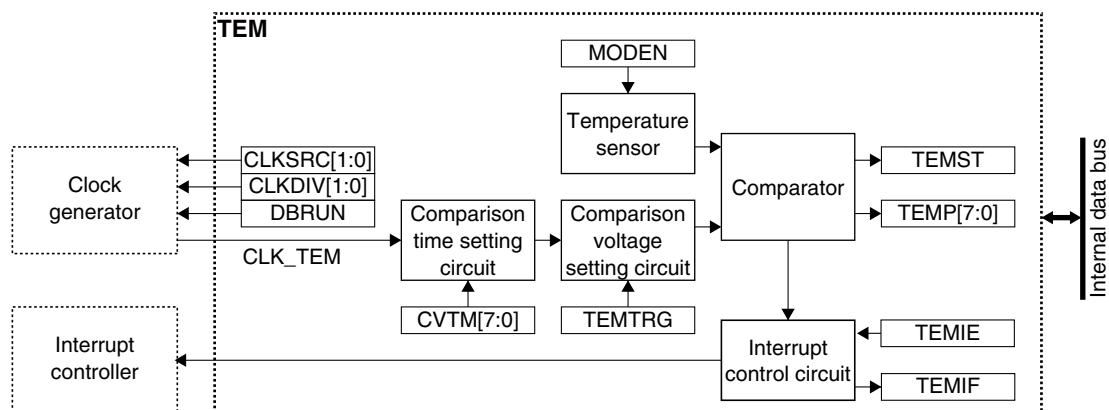 TEM
MODEN
Temperature
sensor
CLKSRC[1:0]
CLKDIV[1:0]
DBRUN
Clock
generator
CLK_TEM
Comparison
time setting
circuit
Comparison
voltage
setting circuit
Comparator
TEMST
TEMP[7:0]
Internal data bus
CVTM[7:0]
TEMTRG
Interrupt
controller
Interrupt
control circuit
TEMIE
TEMIF